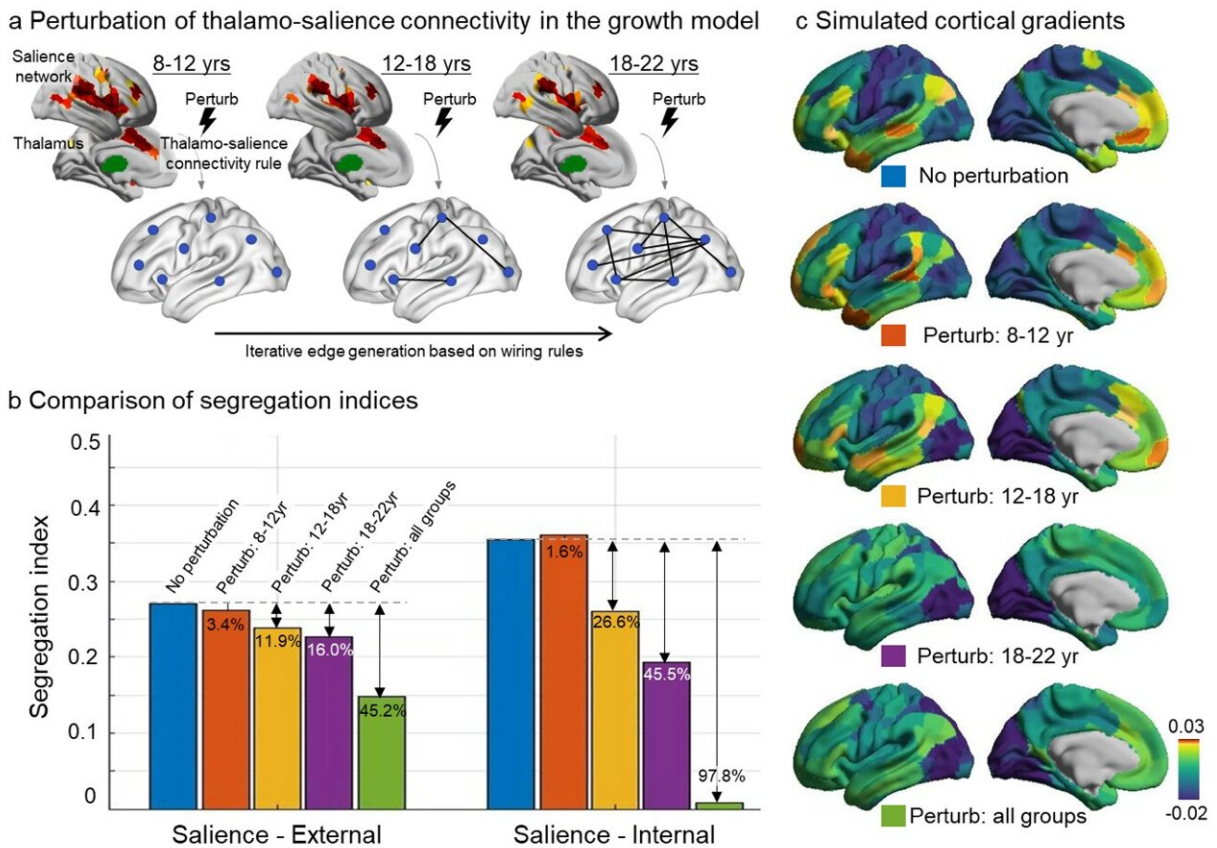 a Perturbation of thalamo-salience connectivity in the growth model
Salience
network
8-12 yrs
12-18 yrs
18-22 yrs
Perturb
Perturb
Perturb
Thalamus
Thalamo-salience
connectivity rule
Iterative edge generation based on wiring rules
b Comparison of segregation indices
Segregation index
0.5
0.4
0.3
0.2
0.1
0
No perturbation
Perturb: 8-12yr
Perturb: 12-18yr
Perturb: 18-22yr
Perturb: all groups
3.4%
11.9%
16.0%
45.2%
1.6%
26.6%
45.5%
97.8%
Salience - External
Salience - Internal
c Simulated cortical gradients
No perturbation
Perturb: 8-12 yr
Perturb: 12-18 yr
Perturb: 18-22 yr
Perturb: all groups
0.03
-0.02